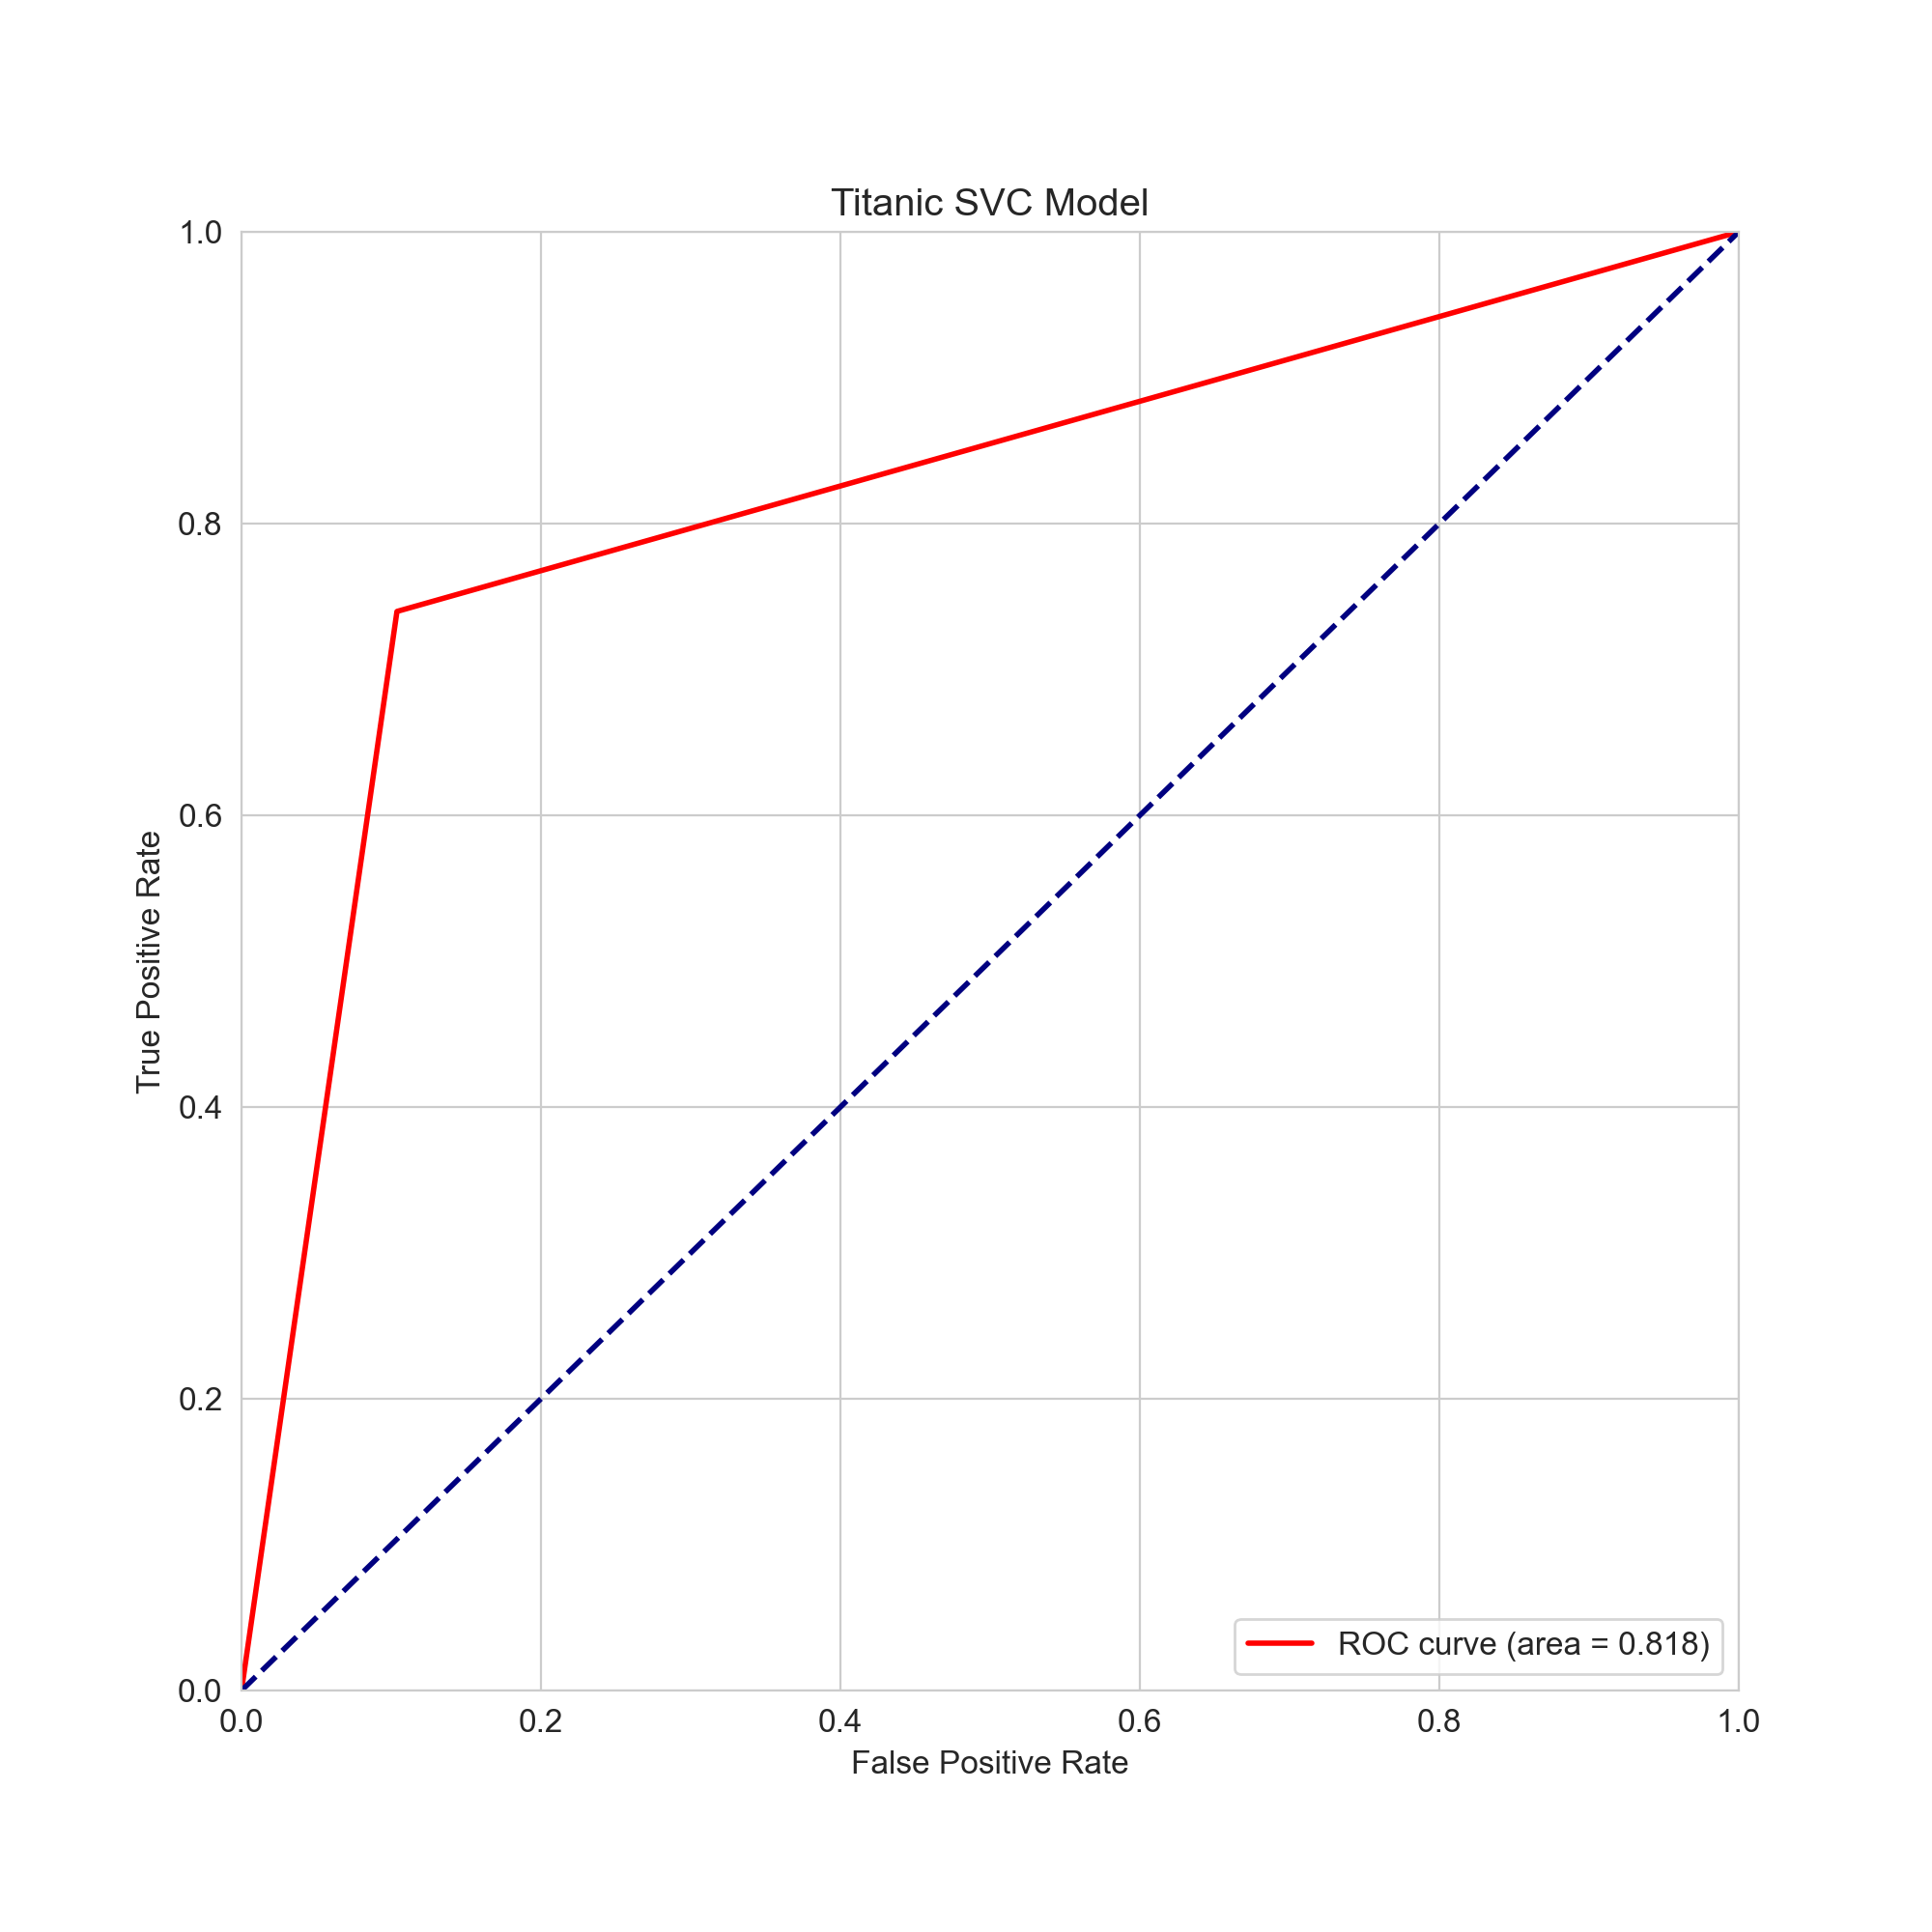 Titanic SVC Model
1.0
0.8
0.6
0.4
0.2
0.0
True Positive Rate
ROC curve (area = 0.818)
0.0 0.2 0.4 0.6 0.8 1.0
False Positive Rate